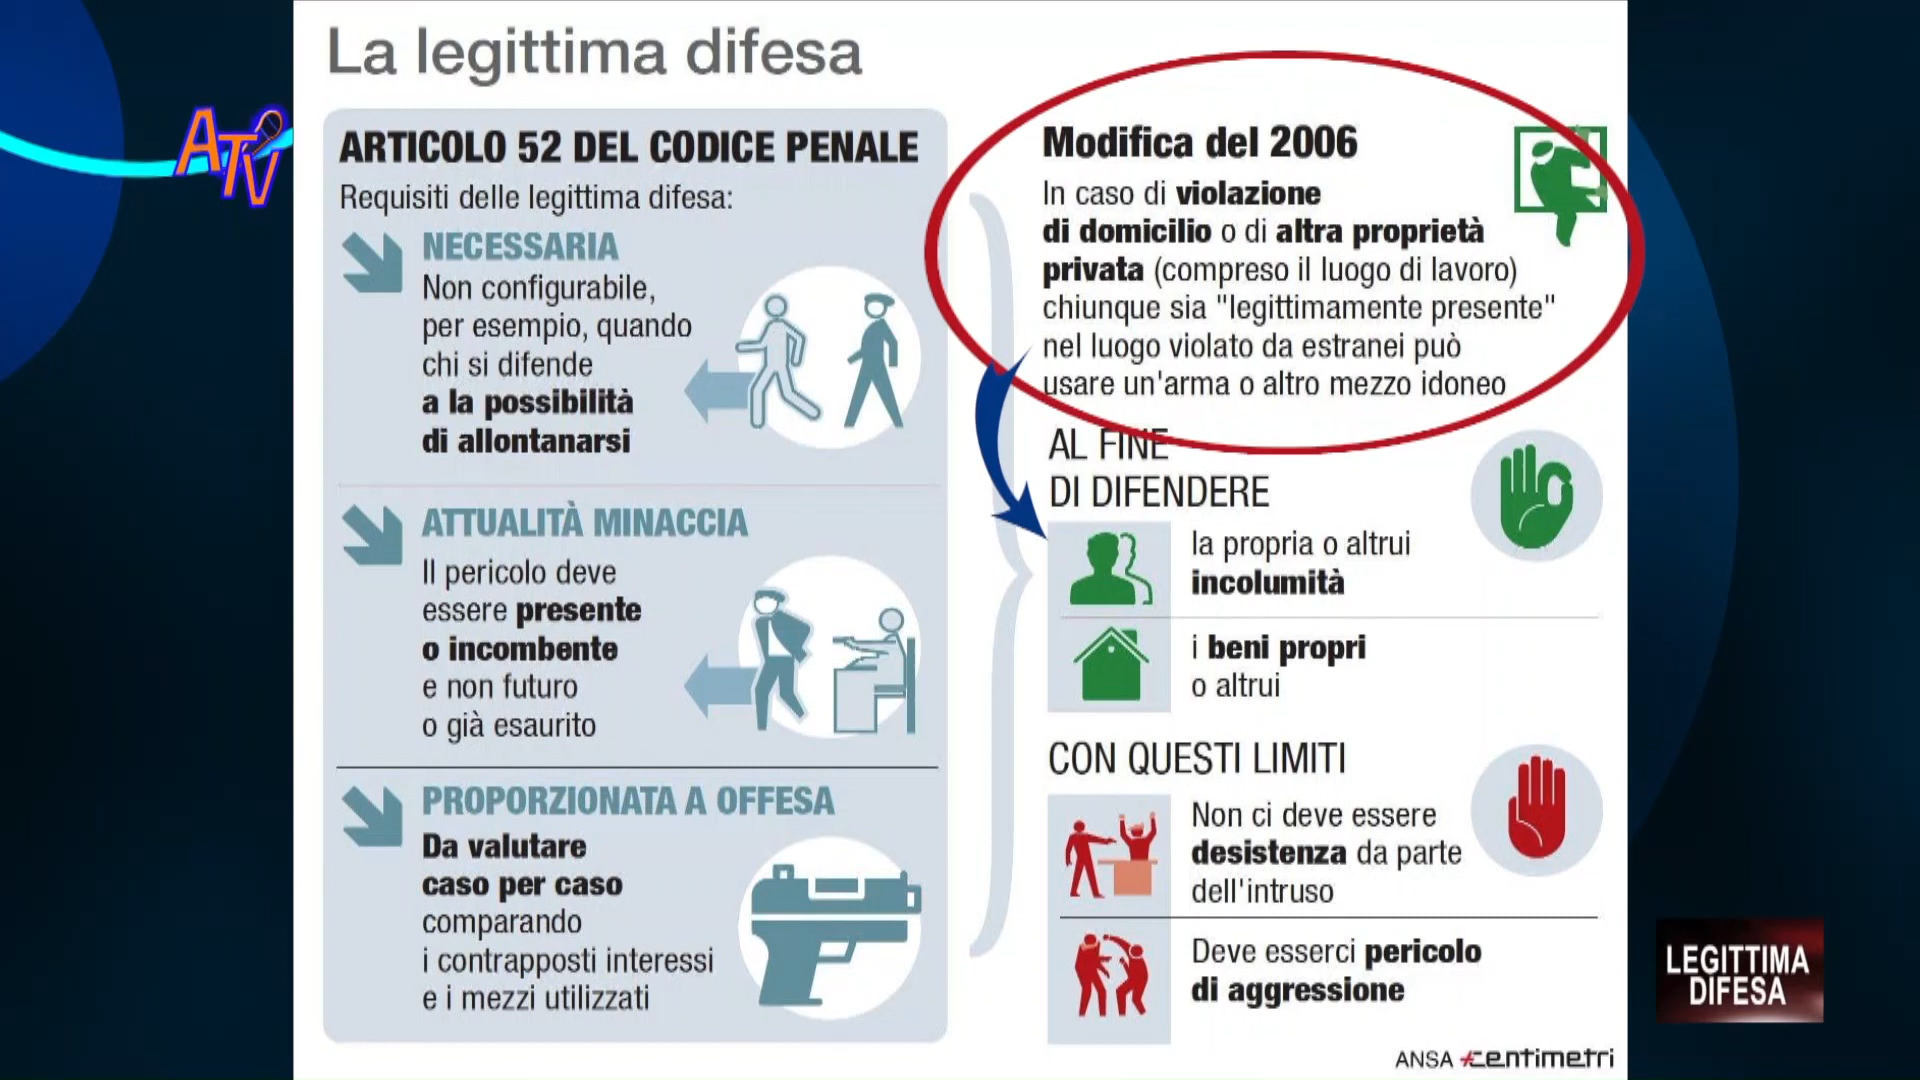 La legittima difesa
ATV
ARTICOLO 52 DEL CODICE PENALE
Requisiti delle legittima difesa:
NECESSARIA
Non configurabile,
per esempio, quando
chi si difende
a la possibilità
di allontanarsi
ATTUALITÀ MINACCIA
Il pericolo deve
essere presente
o incombente
e non futuro
o già esaurito
PROPORZIONATA A OFFESA
Da valutare
caso per caso
comparando
i contrapposti interessi
e i mezzi utilizzati
Modifica del 2006
In caso di violazione
di domicilio o di altra proprietà
privata (compreso il luogo di lavoro)
chiunque sia "legittimamente presente"
nel luogo violato da estranei può
usare un'arma o altro mezzo idoneo
AL FINE
DI DIFENDERE
la propria o altrui
incolumità
i beni propri
o altrui
CON QUESTI LIMITI
Non ci deve essere
desistenza da parte
dell'intruso
Deve esserci pericolo
di aggressione
ANSA centimetri
LEGITTIMA
DIFESA